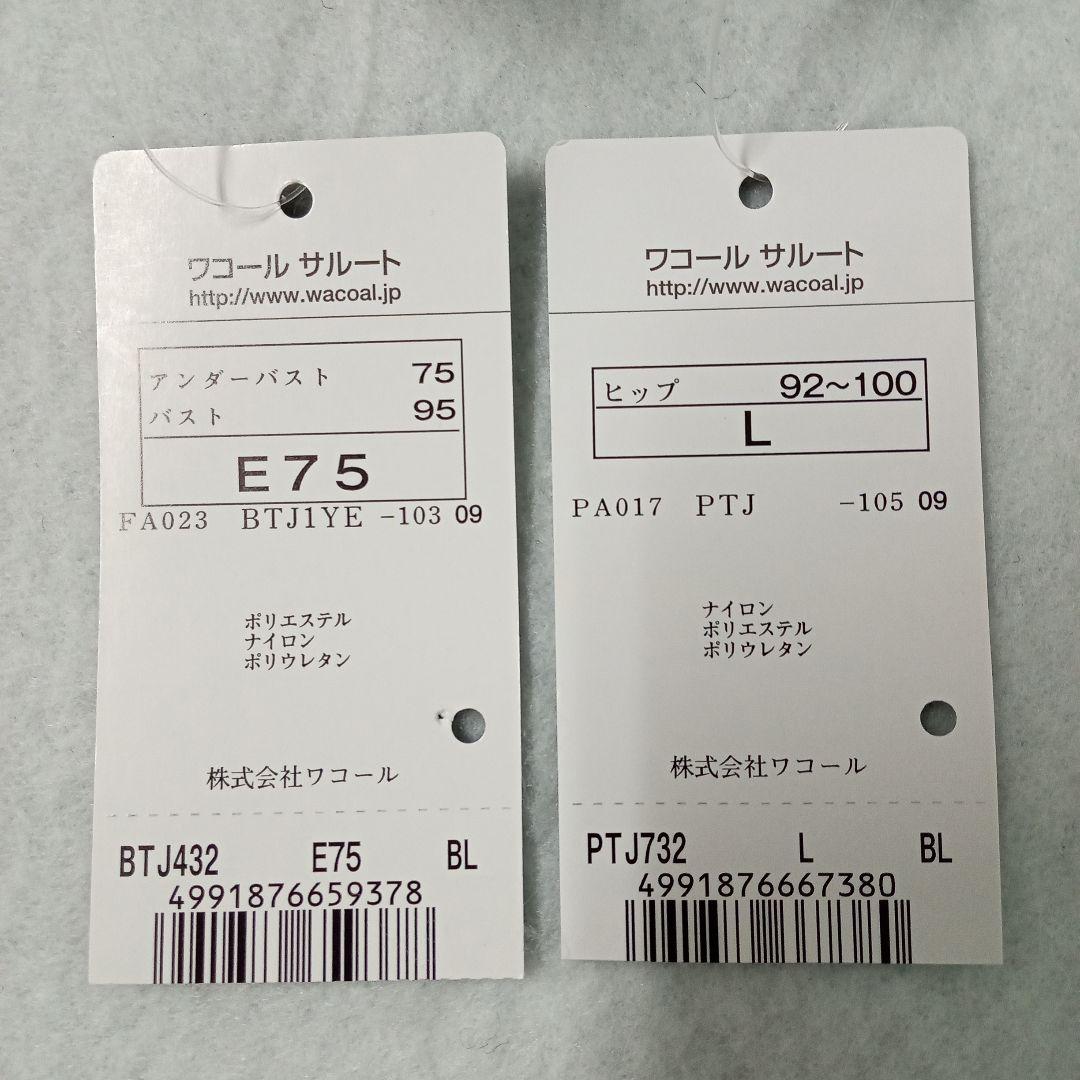 ワコール サルート
http://www.wacoal.jp
アンダーバスト 75
バスト 95
E75
FA023 BTJ1YE -103 09
ポリエステル
ナイロン
ポリウレタン
株式会社ワコール
BTJ432 E75 BL
4991876659378
ワコール サルート
http://www.wacoal.jp
ヒップ 92~100
L
PA017 PTJ -105 09
ナイロン
ポリエステル
ポリウレタン
株式会社ワコール
PTJ732 L BL
4991876667380